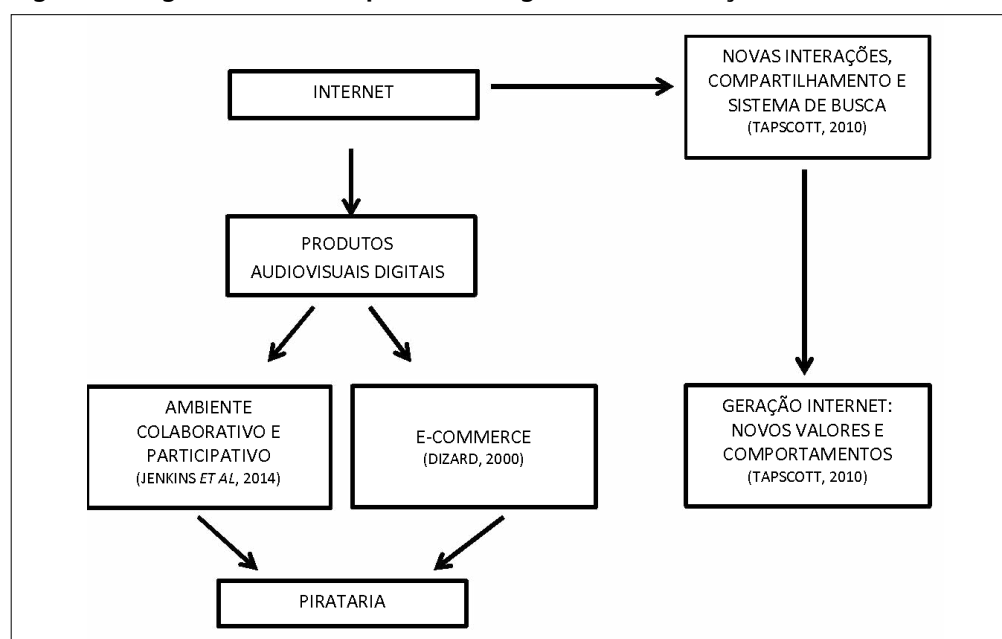 INTERNET
NOVAS INTERAÇÕES,
COMPARTILHAMENTO E
SISTEMA DE BUSCA
(TAPSCOTT, 2010)
PRODUTOS
AUDIOVISUAIS DIGITAIS
AMBIENTE
COLABORATIVO E
PARTICIPATIVO
(JENKINS ET AL, 2014)
E-COMMERCE
(DIZARD, 2000)
GERAÇÃO INTERNET:
NOVOS VALORES E
COMPORTAMENTOS
(TAPSCOTT, 2010)
PIRATARIA